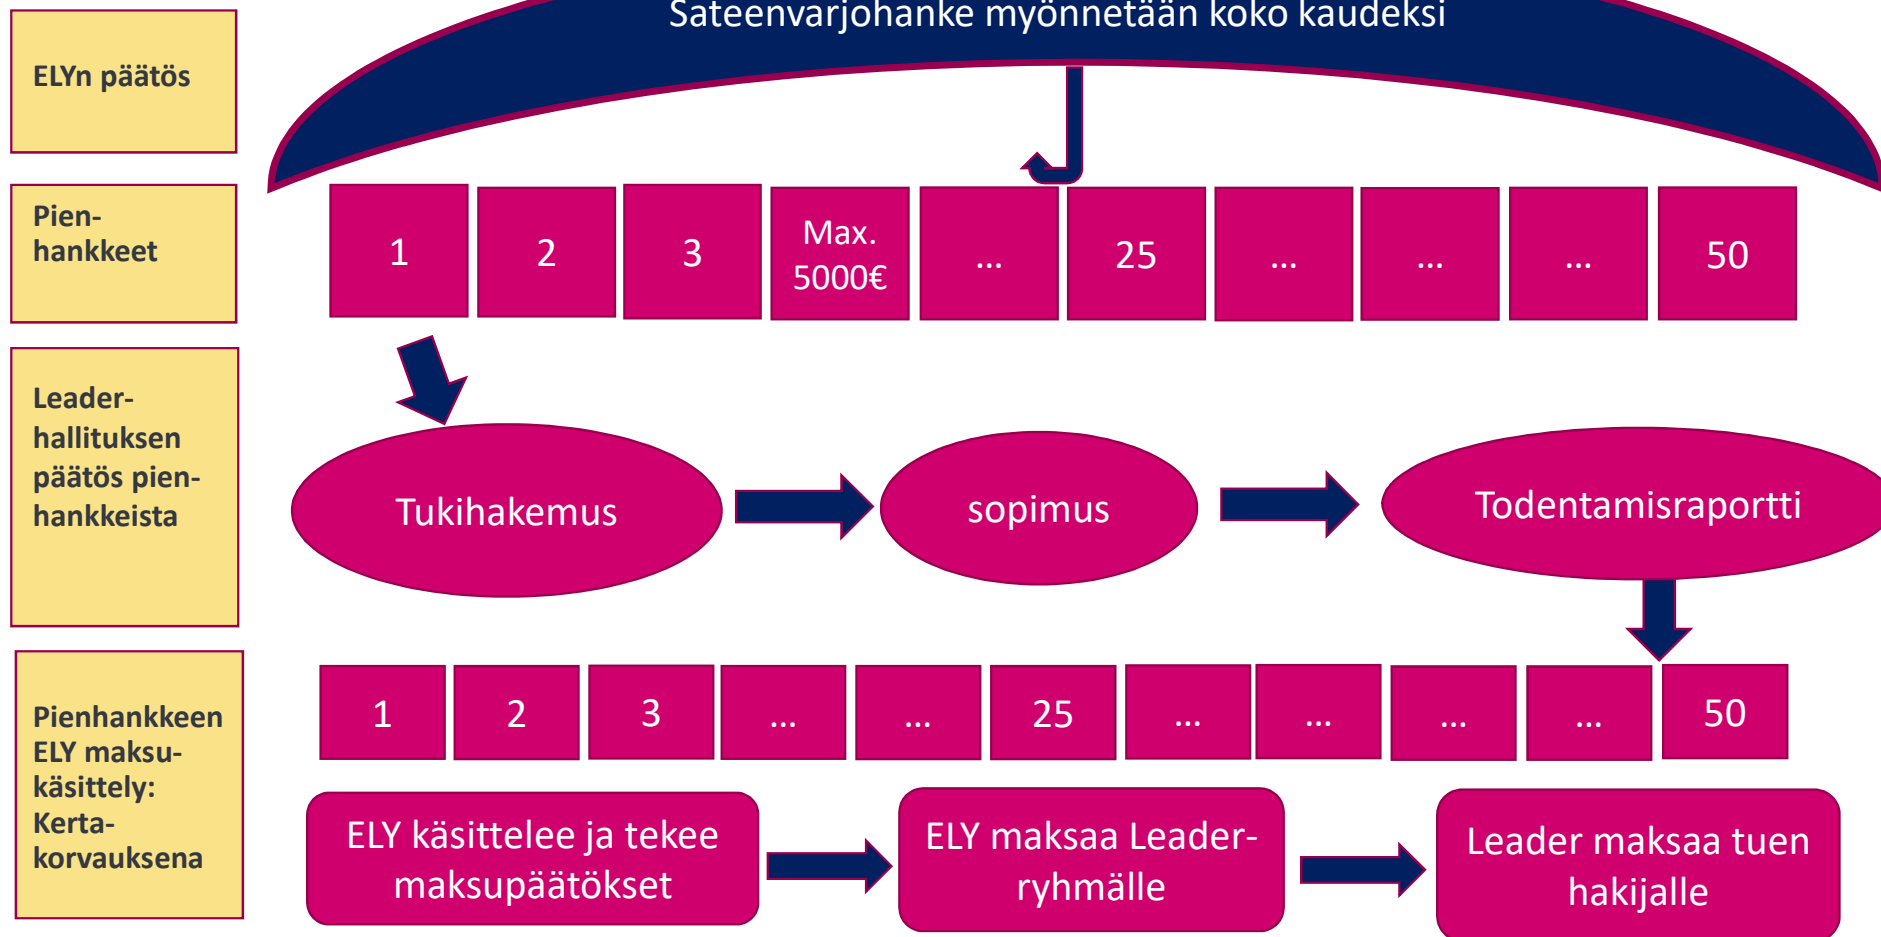 Sateenvarjohanke myönnetään koko kaudeksi
ELYn päätös
Pien-
hankkeet
1
2
3
Max.
5000€
...
25
...
...
...
50
Leader-
hallituksen
päätös pien-
hankkeista
Tukihakemus
sopimus
Todentamisraportti
Pienhankkeen
ELY maksu-
käsittely:
Kerta-
korvauksena
1
2
3
...
...
25
...
...
...
...
50
ELY käsittelee ja tekee
maksupäätökset
ELY maksaa Leader-
ryhmälle
Leader maksaa tuen
hakijalle